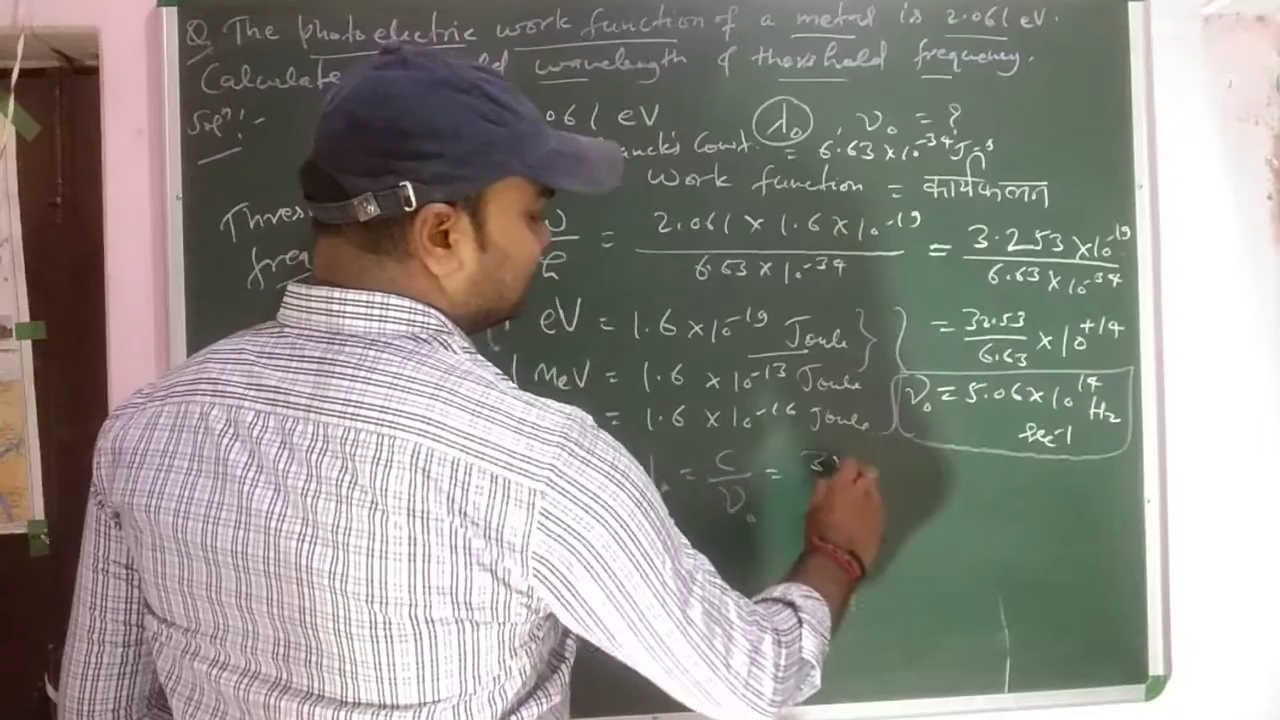 Q. The photoelectric work function of a metal is 2.061 eV.
Calculate wavelength & threshold frequency.
Solⁿ:-
061 eV λ₀, ν₀ = ?
Const. = 6.63×10⁻³⁴ J-s
Work function = कार्यफलन
Thres = 2.061 × 1.6 × 10⁻¹⁹ / 6.63 × 10⁻³⁴ = 3.253 × 10⁻¹⁹ / 6.63 × 10⁻³⁴
eV = 1.6 × 10⁻¹⁹ Joule = 32.53 / 6.63 × 10⁺¹⁴
1 MeV = 1.6 × 10⁻¹³ Joule
ν₀ = 5.06 × 10¹⁴ Hz
= 1.6 × 10⁻¹⁶ Joule
sec⁻¹
= C / ν₀ = 3